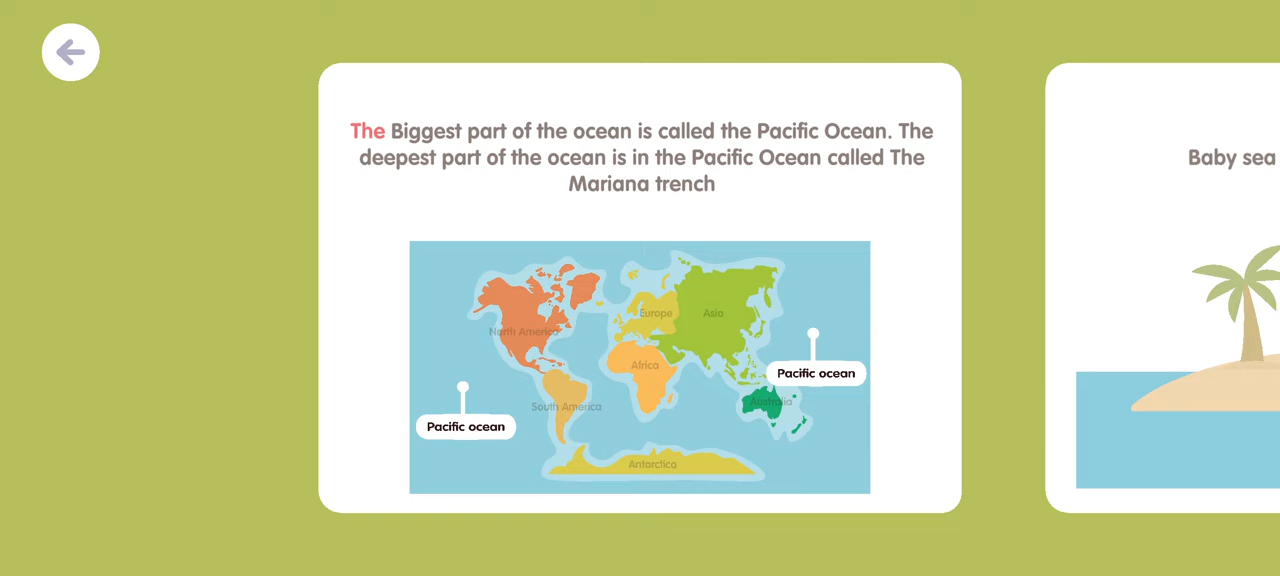 The Biggest part of the ocean is called the Pacific Ocean. The
deepest part of the ocean is in the Pacific Ocean called The
Mariana trench
Baby sea
North America
Europe
Asia
Africa
Pacific ocean
South America
Australia
Pacific ocean
Antarctica